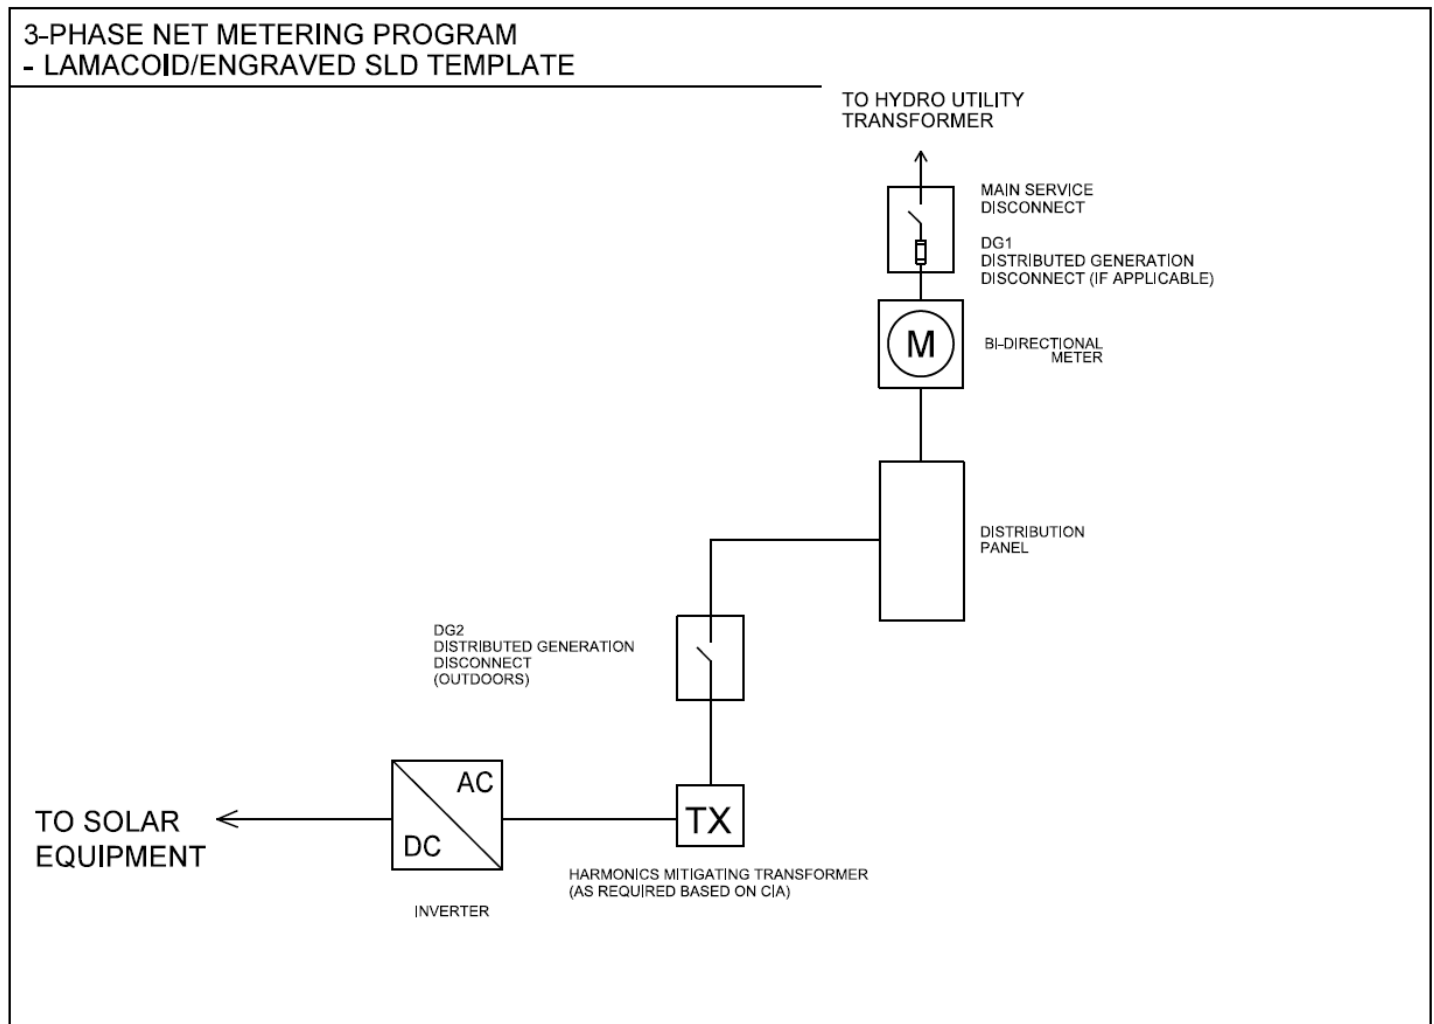 3-PHASE NET METERING PROGRAM
- LAMACOID/ENGRAVED SLD TEMPLATE
TO HYDRO UTILITY
TRANSFORMER
MAIN SERVICE
DISCONNECT
DG1
DISTRIBUTED GENERATION
DISCONNECT (IF APPLICABLE)
M
BI-DIRECTIONAL
METER
DISTRIBUTION
PANEL
DG2
DISTRIBUTED GENERATION
DISCONNECT
(OUTDOORS)
AC
DC
TX
TO SOLAR
EQUIPMENT
HARMONICS MITIGATING TRANSFORMER
(AS REQUIRED BASED ON CIA)
INVERTER